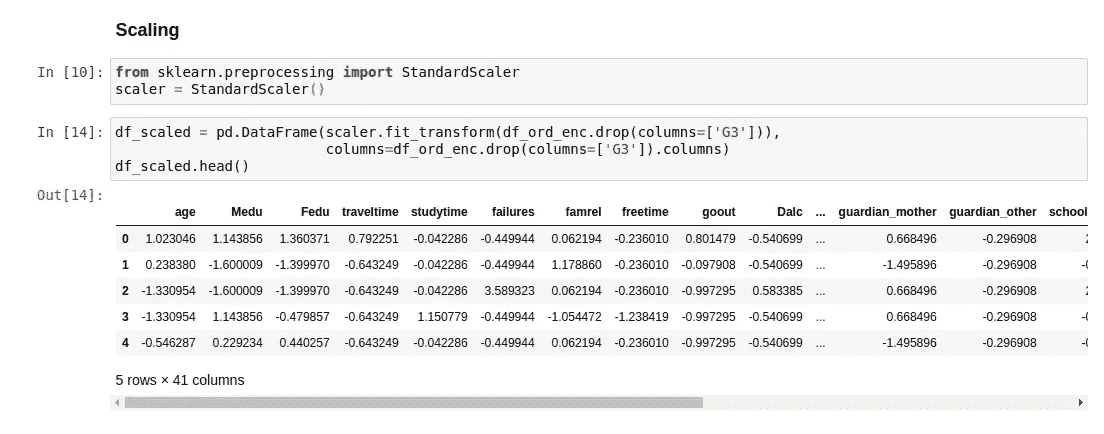 Scaling
In [10]: from sklearn.preprocessing import StandardScaler
scaler = StandardScaler()
In [14]: df_scaled = pd.DataFrame(scaler.fit_transform(df_ord_enc.drop(columns=['G3'])),
columns=df_ord_enc.drop(columns=['G3']).columns)
df_scaled.head()
Out[14]:
age Medu Fedu traveltime studytime failures famrel freetime goout Dalc ... guardian_mother guardian_other school
0 1.023046 1.143856 1.360371 0.792251 -0.042286 -0.449944 0.062194 -0.236010 0.801479 -0.540699 ... 0.668496 -0.296908
1 0.238380 -1.600009 -1.399970 -0.643249 -0.042286 -0.449944 1.178860 -0.236010 -0.097908 -0.540699 ... -1.495896 -0.296908
2 -1.330954 -1.600009 -1.399970 -0.643249 -0.042286 3.589323 0.062194 -0.236010 -0.997295 0.583385 ... 0.668496 -0.296908
3 -1.330954 1.143856 -0.479857 -0.643249 1.150779 -0.449944 -1.054472 -1.238419 -0.997295 -0.540699 ... 0.668496 -0.296908
4 -0.546287 0.229234 0.440257 -0.643249 -0.042286 -0.449944 0.062194 -0.236010 -0.997295 -0.540699 ... -1.495896 -0.296908
5 rows × 41 columns